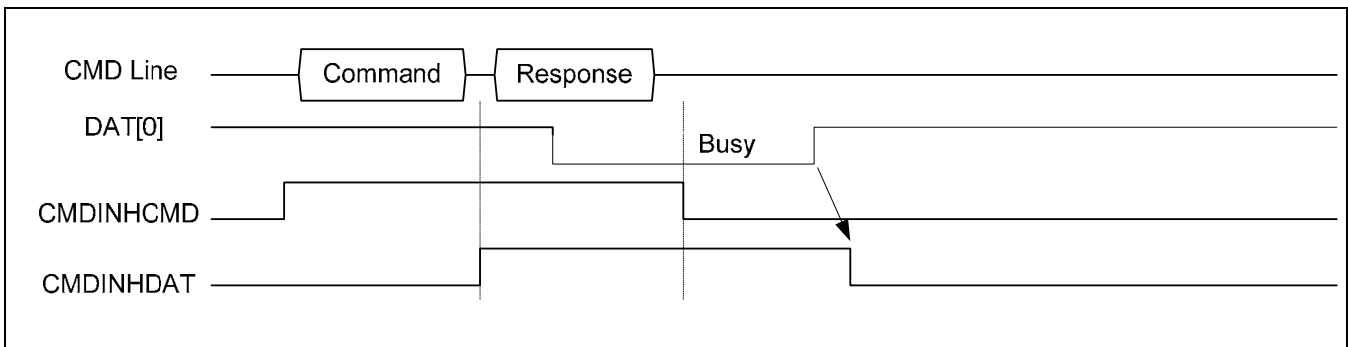 CMD Line
Command
Response
DAT[0]
Busy
CMDINHCMD
CMDINHDAT